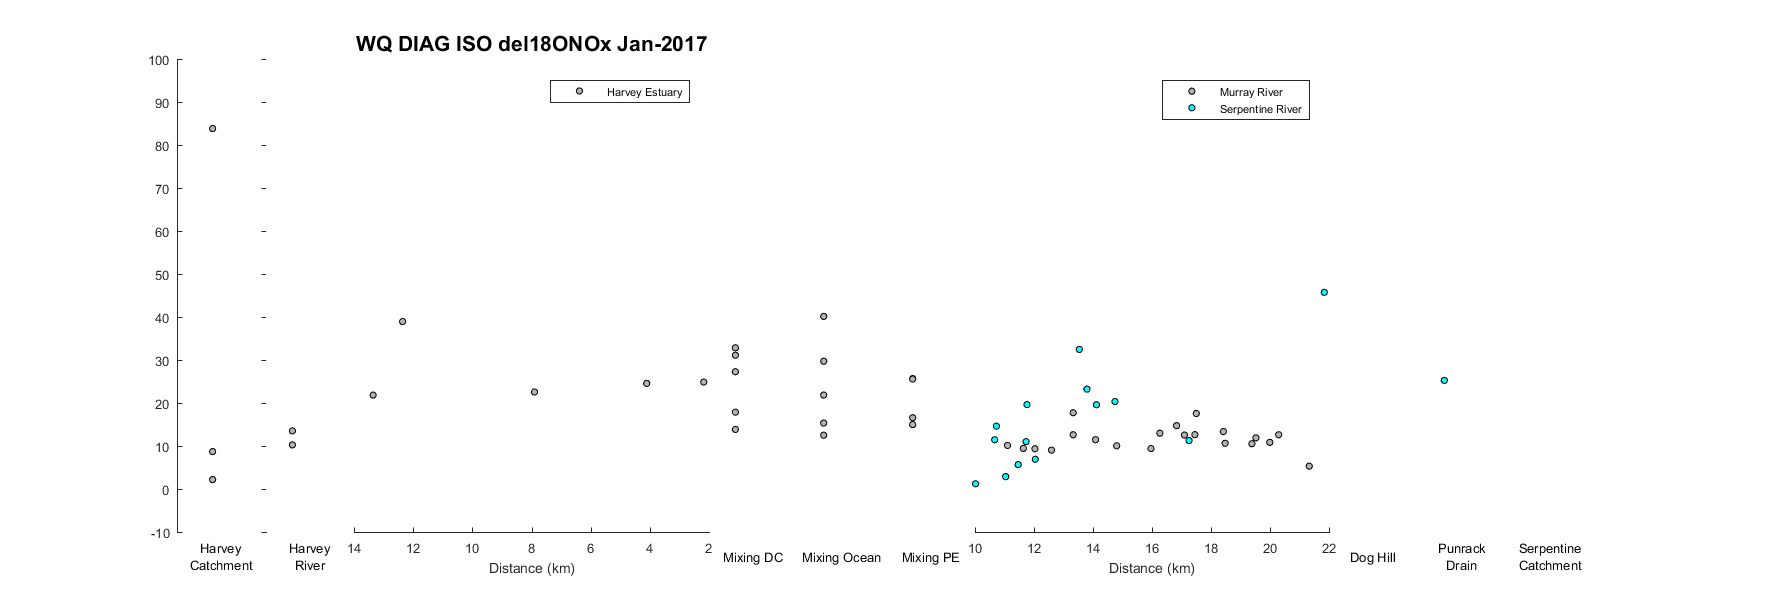 WQ DIAG ISO del18ONOx Jan-2017
Harvey Estuary
Murray River
Serpentine River
100
90
80
70
60
50
40
30
20
10
0
-10
Harvey
Catchment
Harvey
River
14 12 10 8 6 4 2
Distance (km)
Mixing DC
Mixing Ocean
Mixing PE
10 12 14 16 18 20 22
Distance (km)
Dog Hill
Punrack
Drain
Serpentine
Catchment